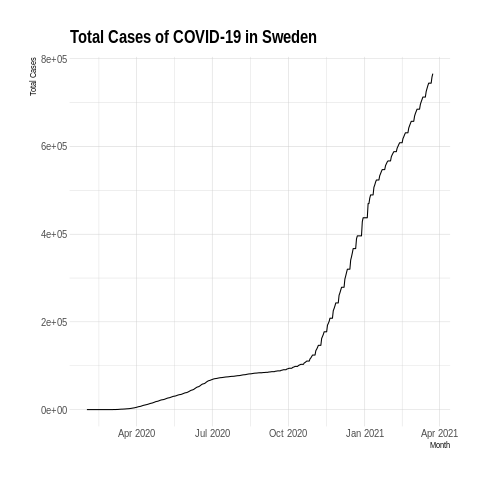 Total Cases of COVID-19 in Sweden
Total Cases
8e+05
6e+05
4e+05
2e+05
0e+00
Apr 2020
Jul 2020
Oct 2020
Jan 2021
Apr 2021
Month